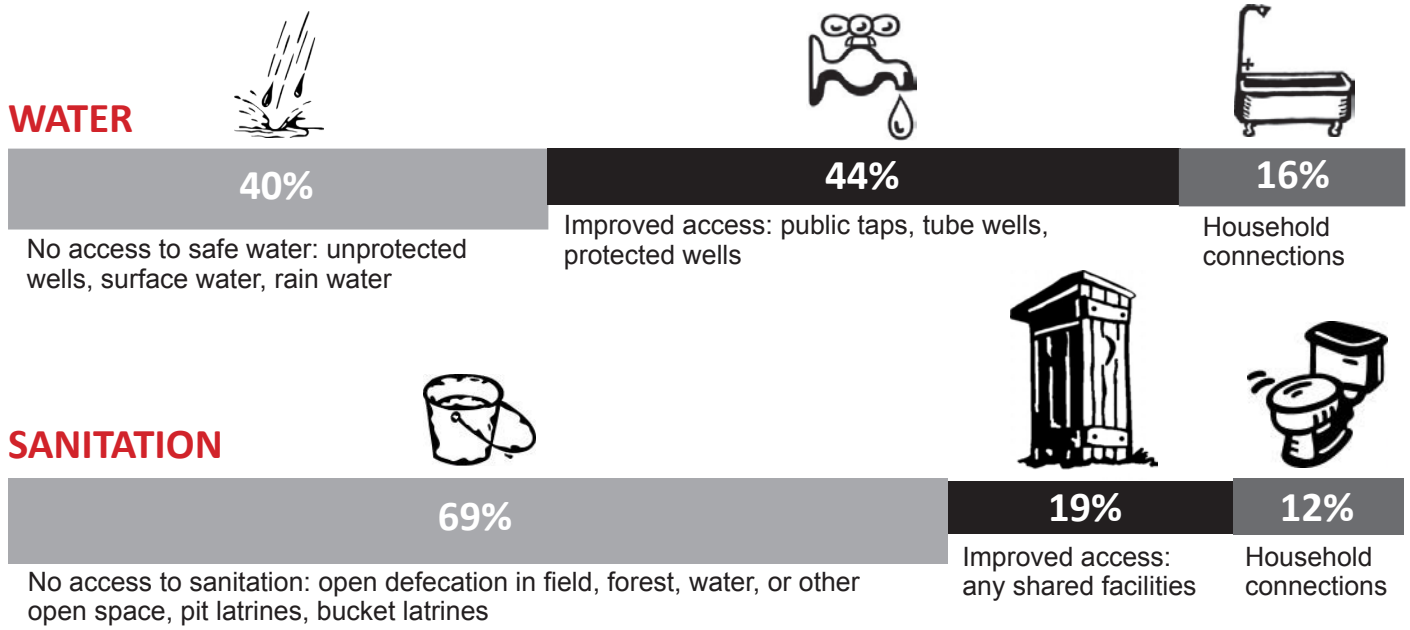 WATER
40%
44%
16%
No access to safe water: unprotected
wells, surface water, rain water
Improved access: public taps, tube wells,
protected wells
Household
connections
SANITATION
69%
19%
12%
No access to sanitation: open defecation in field, forest, water, or other
open space, pit latrines, bucket latrines
Improved access:
any shared facilities
Household
connections